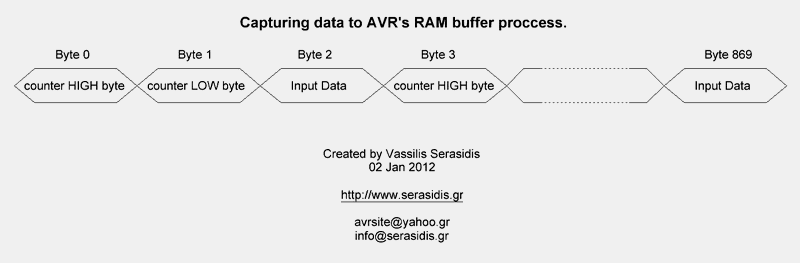 Capturing data to AVR's RAM buffer proccess.
Byte 0 Byte 1 Byte 2 Byte 3 Byte 869
counter HIGH byte counter LOW byte Input Data counter HIGH byte Input Data
Created by Vassilis Serasidis
02 Jan 2012
http://www.serasidis.gr
avrsite@yahoo.gr
info@serasidis.gr